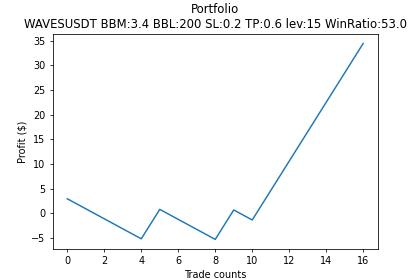 Portfolio
WAVESUSDT BBM:3.4 BBL:200 SL:0.2 TP:0.6 lev:15 WinRatio:53.0
35
30
25
20
15
10
5
0
−5
Profit ($)
0 2 4 6 8 10 12 14 16
Trade counts